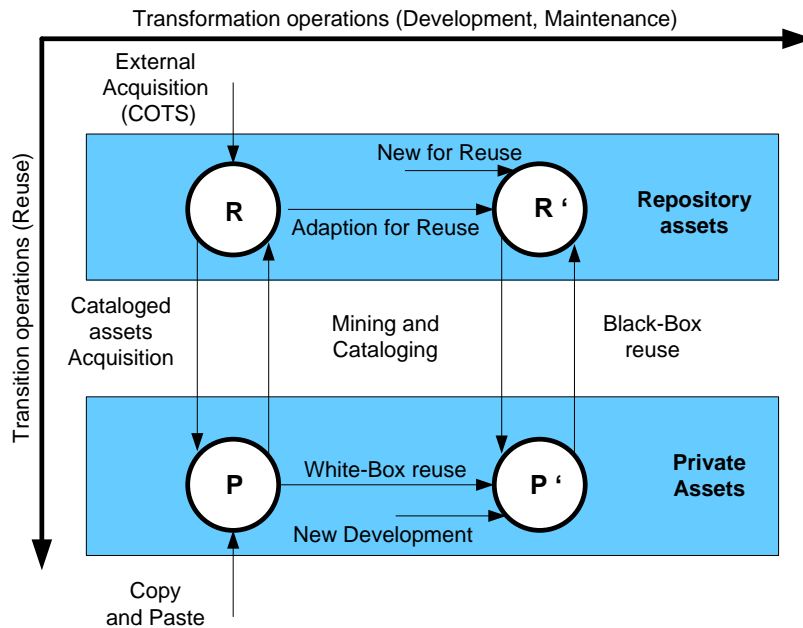 Transformation operations (Development, Maintenance)
External
Acquisition
(COTS)
New for Reuse
R
R ‘
Repository
assets
Adaption for Reuse
Transition operations (Reuse)
Cataloged
assets
Acquisition
Mining and
Cataloging
Black-Box
reuse
White-Box reuse
P
P ‘
Private
Assets
New Development
Copy
and Paste